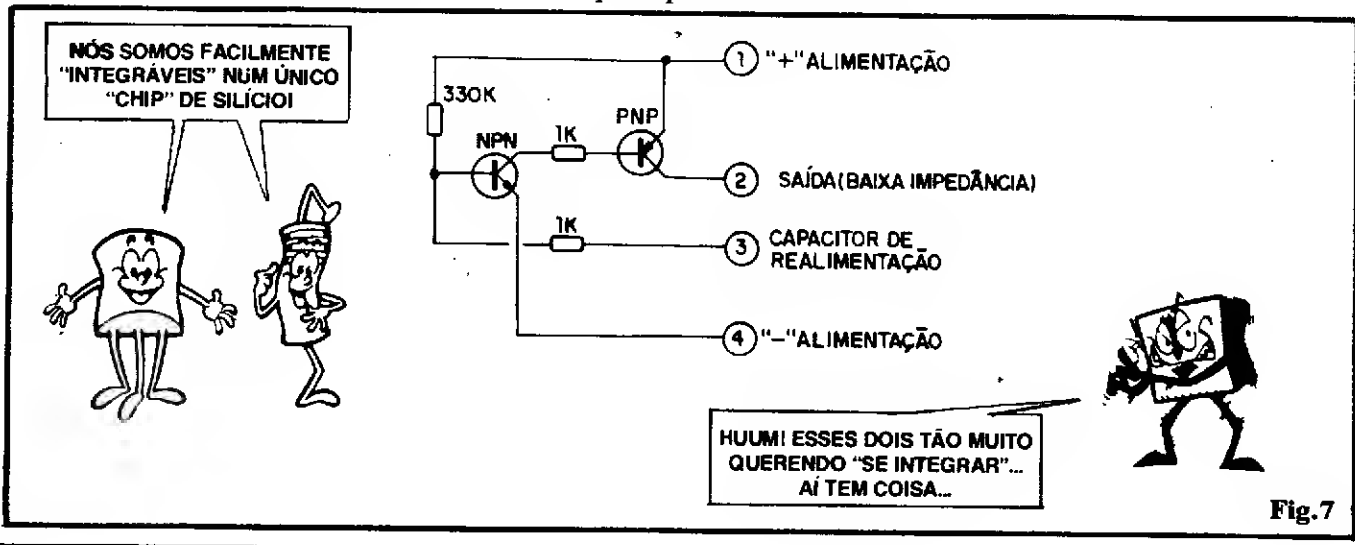 NÓS SOMOS FACILMENTE
"INTEGRÁVEIS" NUM ÚNICO
"CHIP" DE SILÍCIO!
330K
NPN
1K
PNP
1 "+"ALIMENTAÇÃO
2 SAÍDA(BAIXA IMPEDÂNCIA)
1K
3 CAPACITOR DE
REALIMENTAÇÃO
4 "–"ALIMENTAÇÃO
HUUM! ESSES DOIS TÃO MUITO
QUERENDO "SE INTEGRAR"...
AÍ TEM COISA...
Fig.7